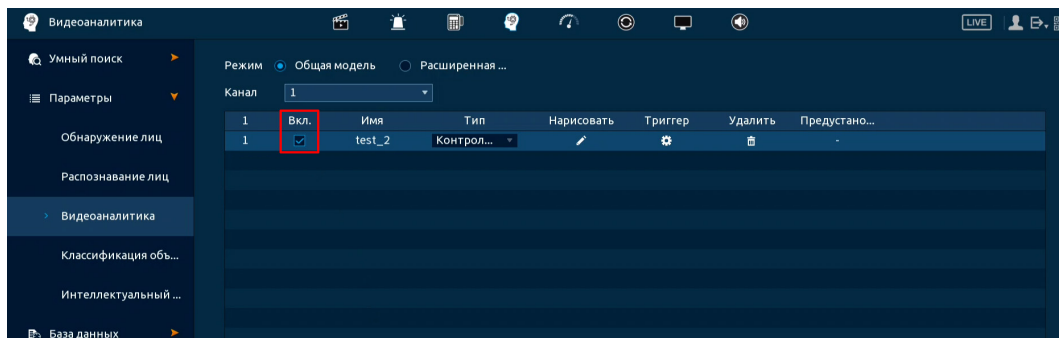 Видеоаналитика
LIVE
Умный поиск
Параметры
Обнаружение лиц
Распознавание лиц
Видеоаналитика
Классификация объ...
Интеллектуальный ...
База данных
Режим Общая модель Расширенная ...
Канал 1
1 Вкл. Имя Тип Нарисовать Триггер Удалить Предустано...
1 test_2 Контрол... -